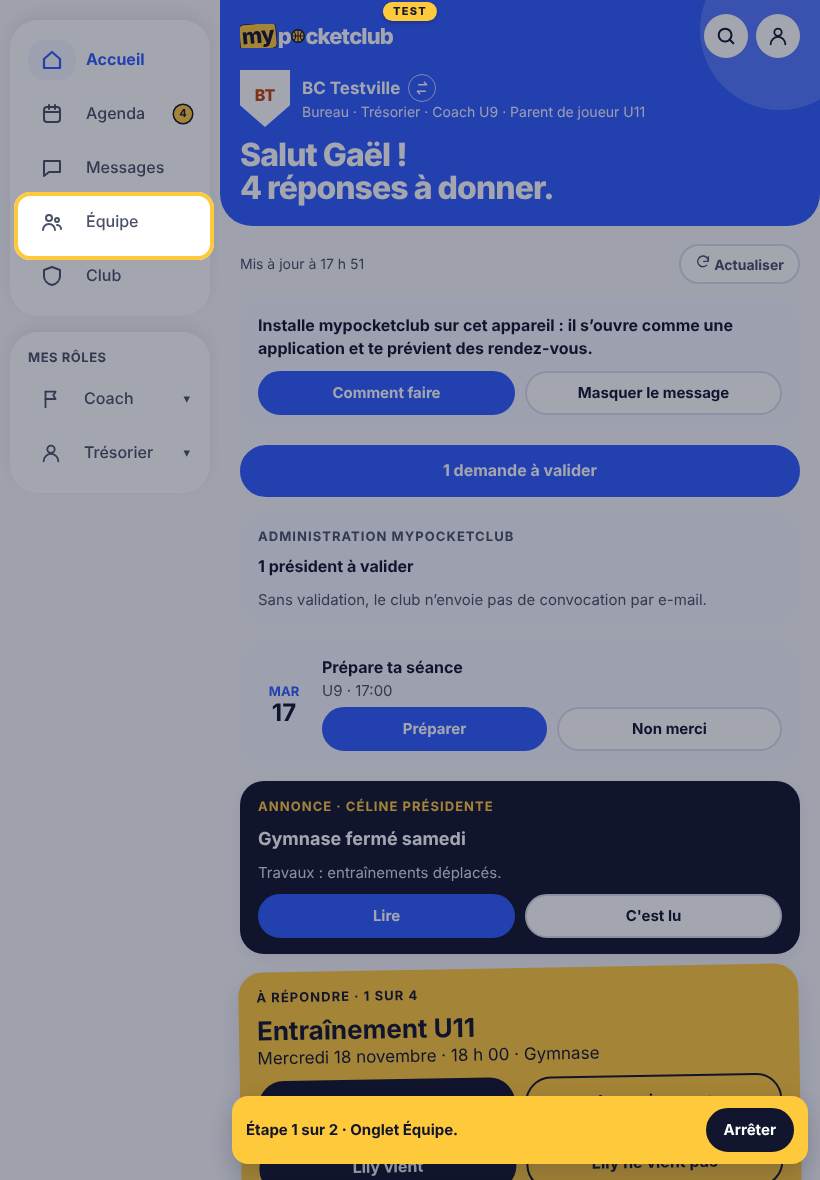 TEST
mypocketclub
Accueil
Agenda
4
Messages
Équipe
Club
MES RÔLES
Coach
Trésorier
BT
BC Testville
Bureau · Trésorier · Coach U9 · Parent de joueur U11
Salut Gaël !
4 réponses à donner.
Mis à jour à 17 h 51
Actualiser
Installe mypocketclub sur cet appareil : il s’ouvre comme une
application et te prévient des rendez-vous.
Comment faire
Masquer le message
1 demande à valider
ADMINISTRATION MYPOCKETCLUB
1 président à valider
Sans validation, le club n’envoie pas de convocation par e-mail.
MAR
17
Prépare ta séance
U9 · 17:00
Préparer
Non merci
ANNONCE · CÉLINE PRÉSIDENTE
Gymnase fermé samedi
Travaux : entraînements déplacés.
Lire
C'est lu
À RÉPONDRE · 1 SUR 4
Entraînement U11
Mercredi 18 novembre · 18 h 00 · Gymnase
Étape 1 sur 2 · Onglet Équipe.
Arrêter
Lily vient
Lily ne vient pas